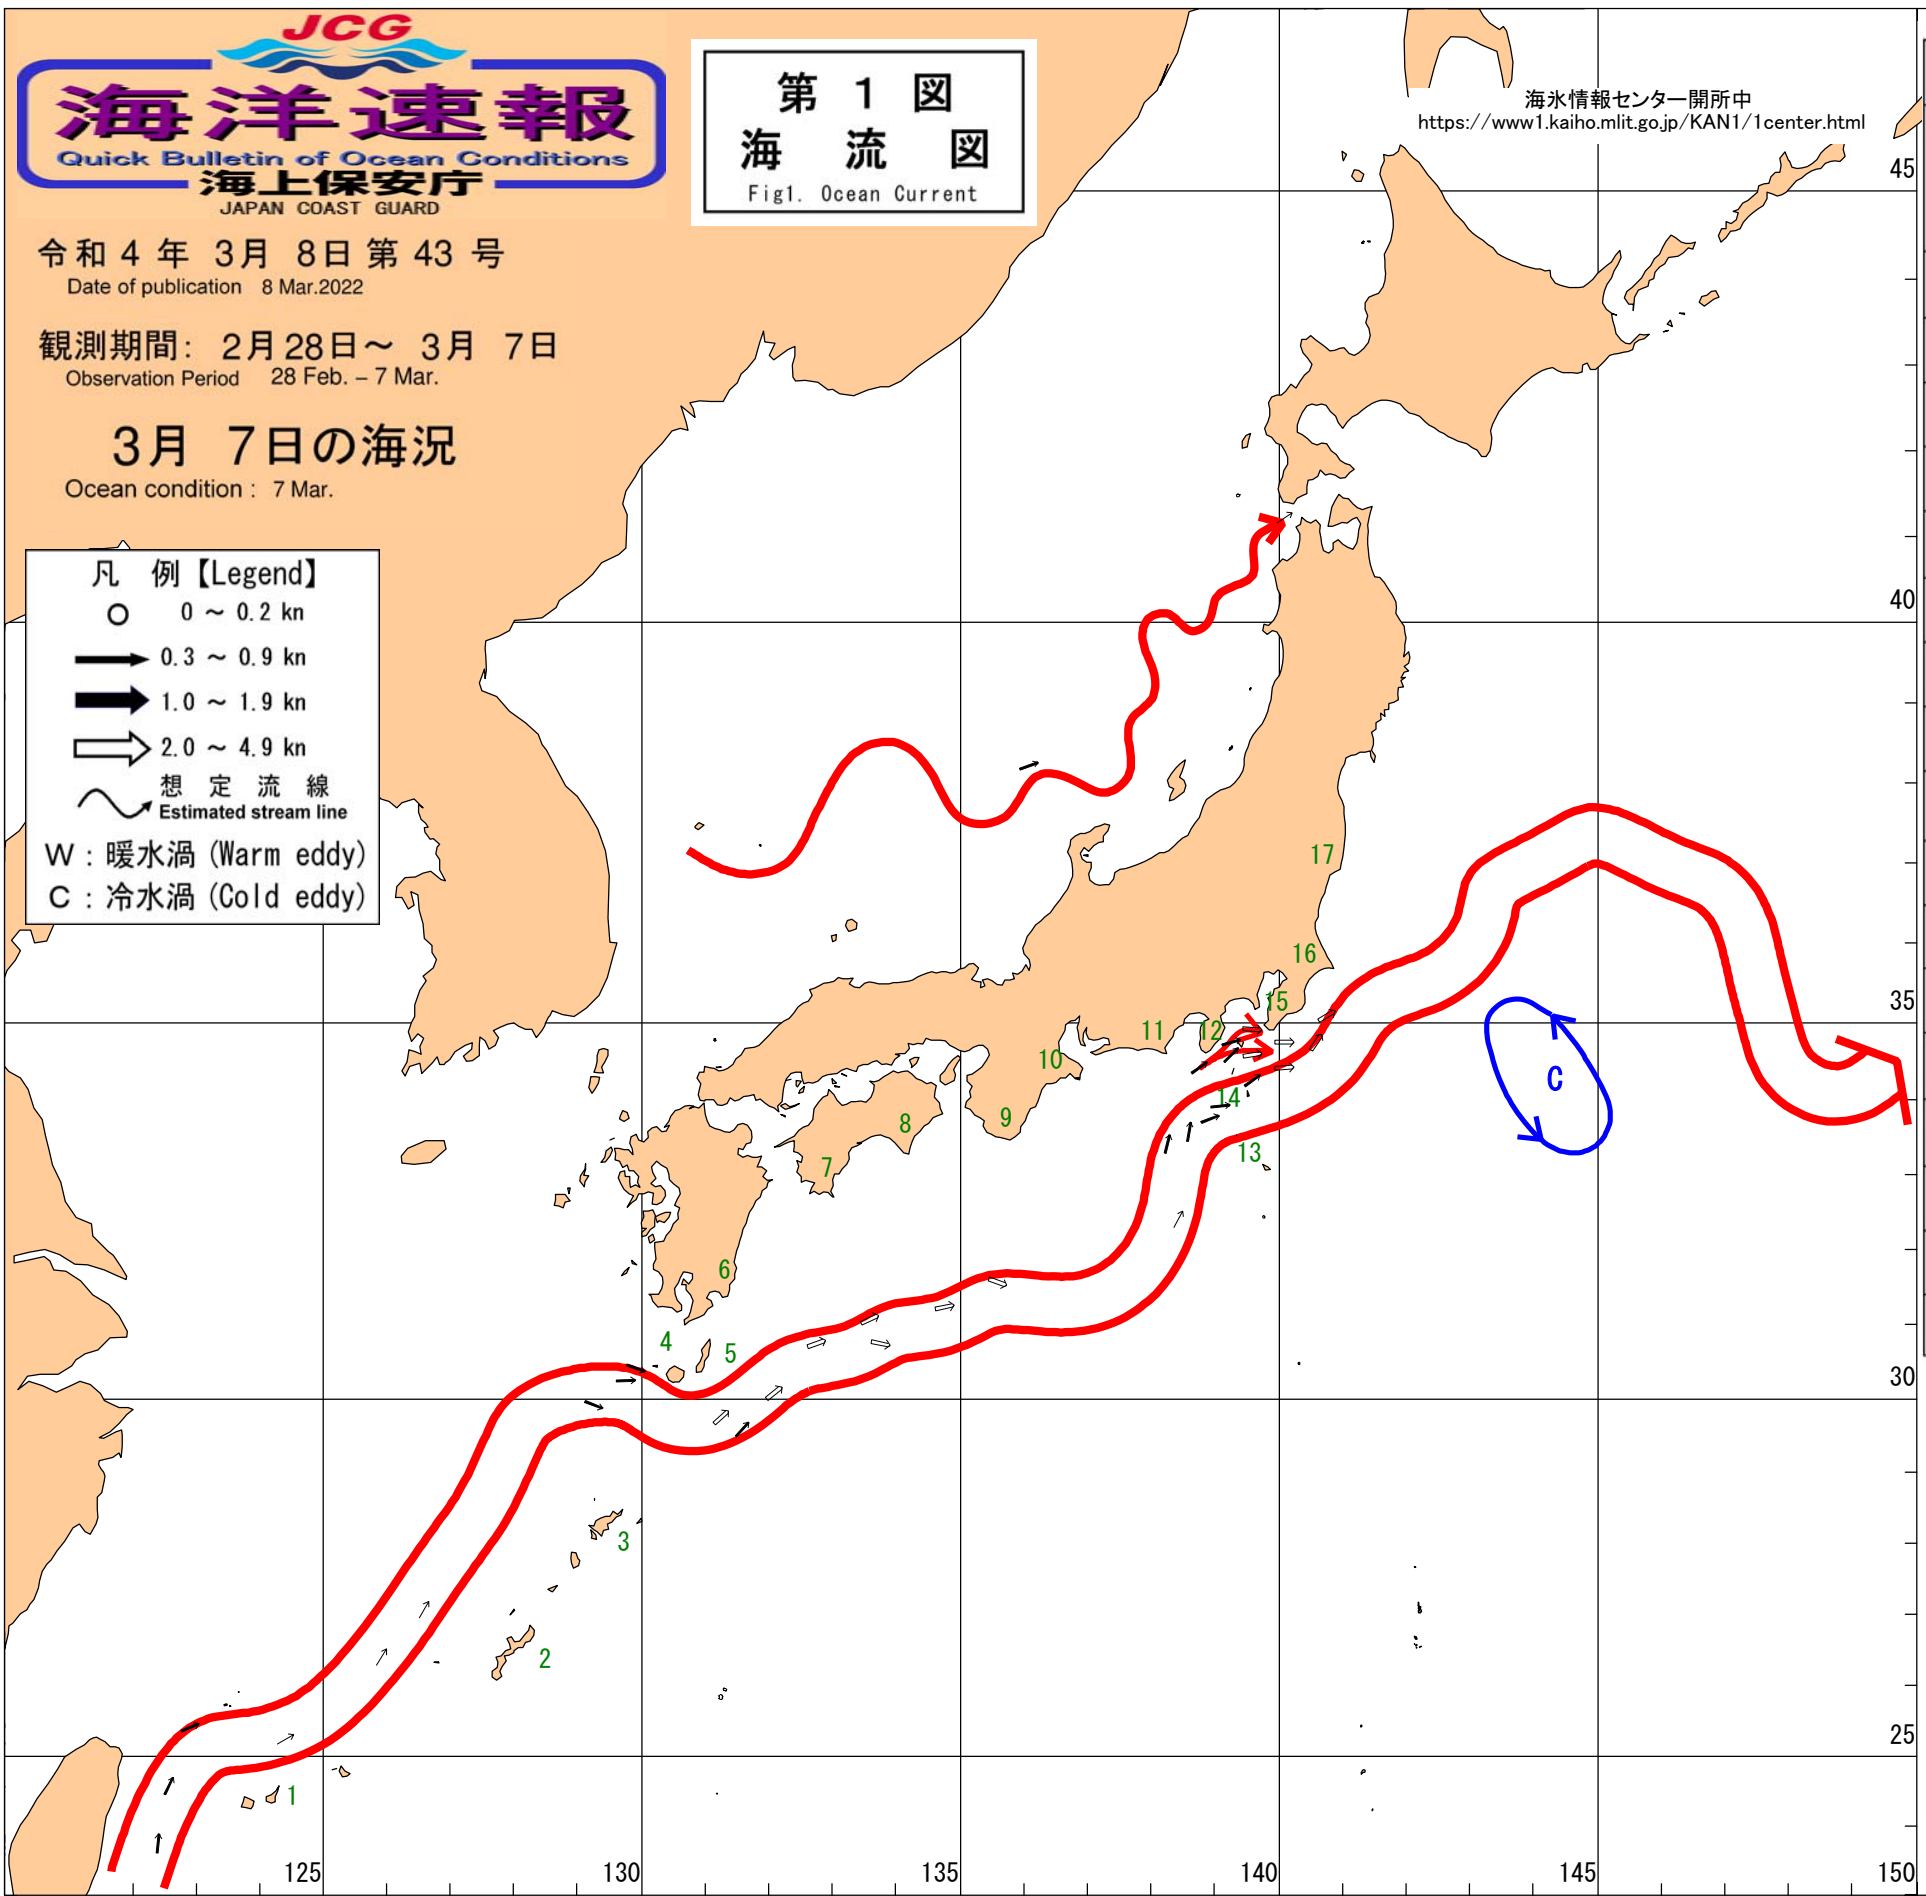 JCG
海洋速報
Quick Bulletin of Ocean Conditions
海上保安庁
JAPAN COAST GUARD
令和 4 年 3月 8日 第 43 号
Date of publication 8 Mar.2022
観測期間: 2月28日～ 3月 7日
Observation Period 28 Feb. – 7 Mar.
3月 7日の海況
Ocean condition : 7 Mar.
第 1 図
海 流 図
Fig1. Ocean Current
海氷情報センター開所中
https://www1.kaiho.mlit.go.jp/KAN1/1center.html
凡 例【Legend】
0 ～ 0.2 kn
0.3 ～ 0.9 kn
1.0 ～ 1.9 kn
2.0 ～ 4.9 kn
想 定 流 線
Estimated stream line
W : 暖水渦 (Warm eddy)
C : 冷水渦 (Cold eddy)
45
40
35
30
25
17
16
15
12
11
10
14
13
9
8
7
6
5
4
3
2
1
C
125
130
135
140
145
150